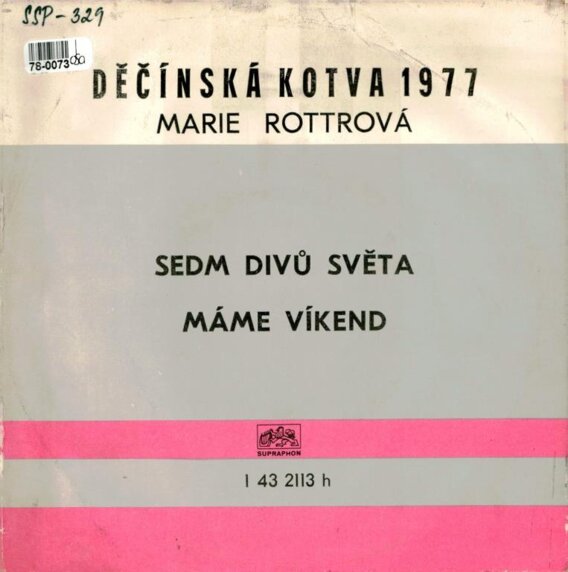 SSP-329
78-0073
DĚČÍNSKÁ KOTVA 1977
MARIE ROTTROVÁ
SEDM DIVŮ SVĚTA
MÁME VÍKEND
SUPRAPHON
1 43 2113 h